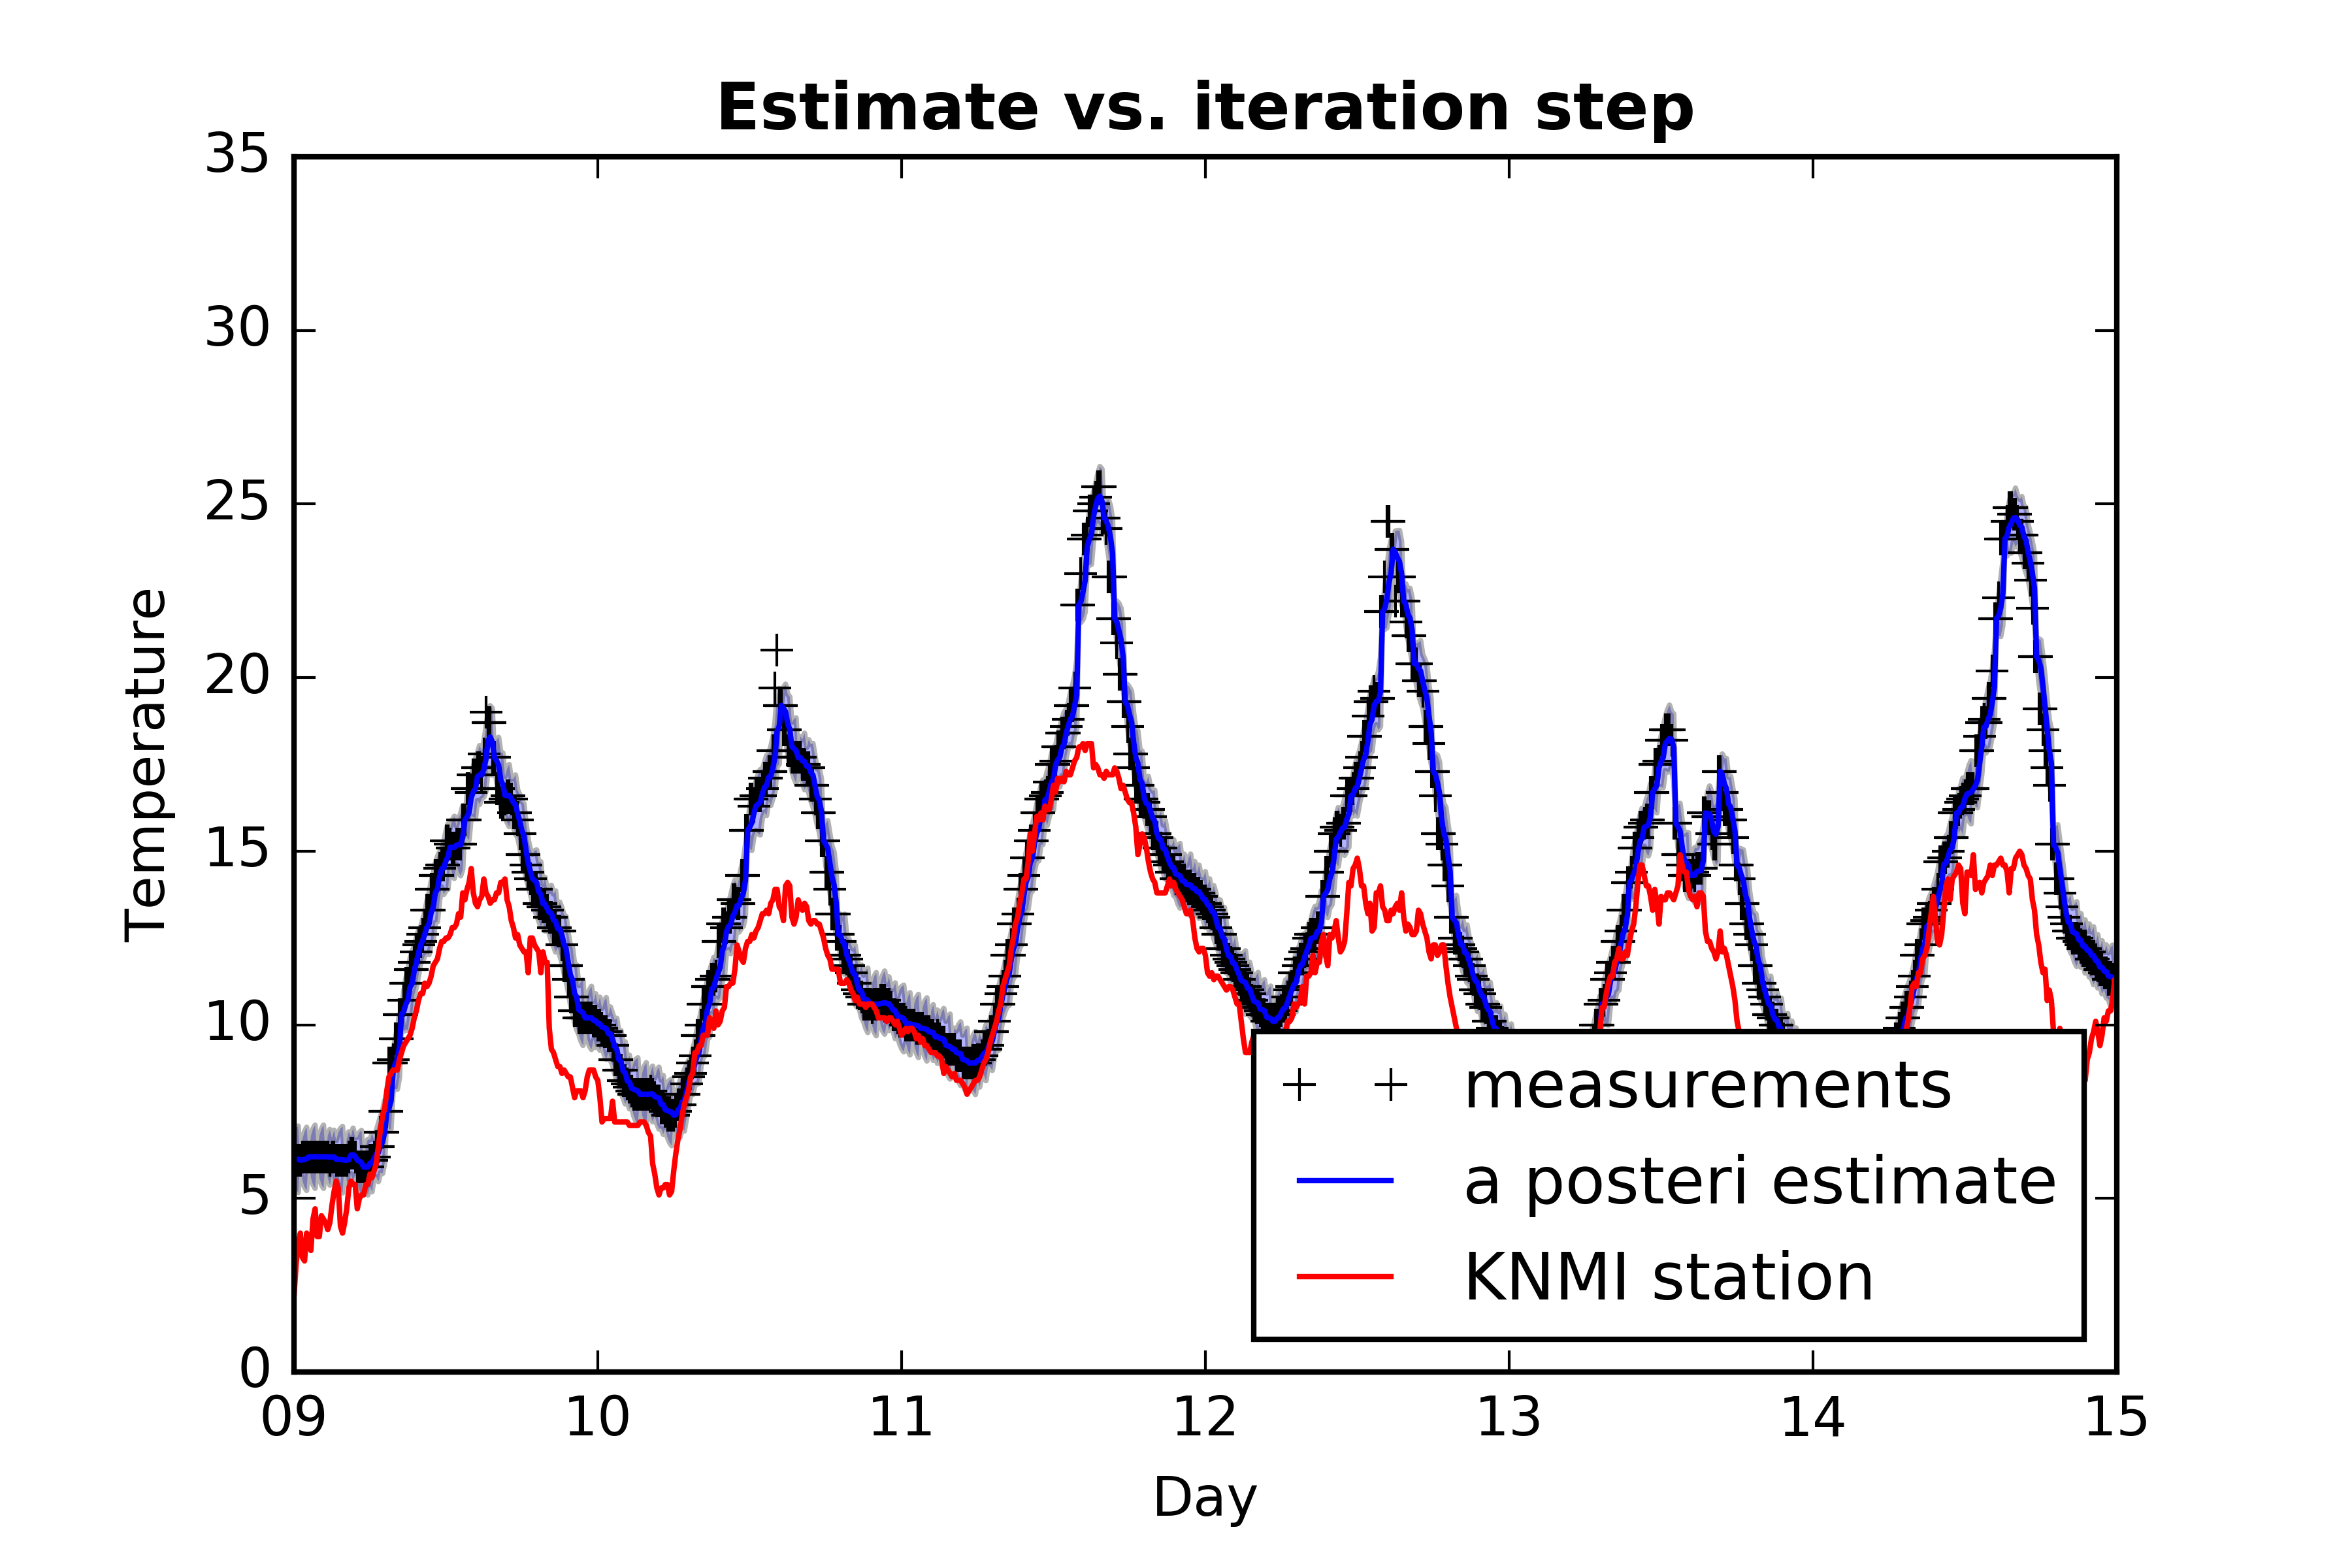 Estimate vs. iteration step
35
30
25
20
15
10
5
0
Temperature
09 10 11 12 13 14 15
Day
measurements
a posteri estimate
KNMI station